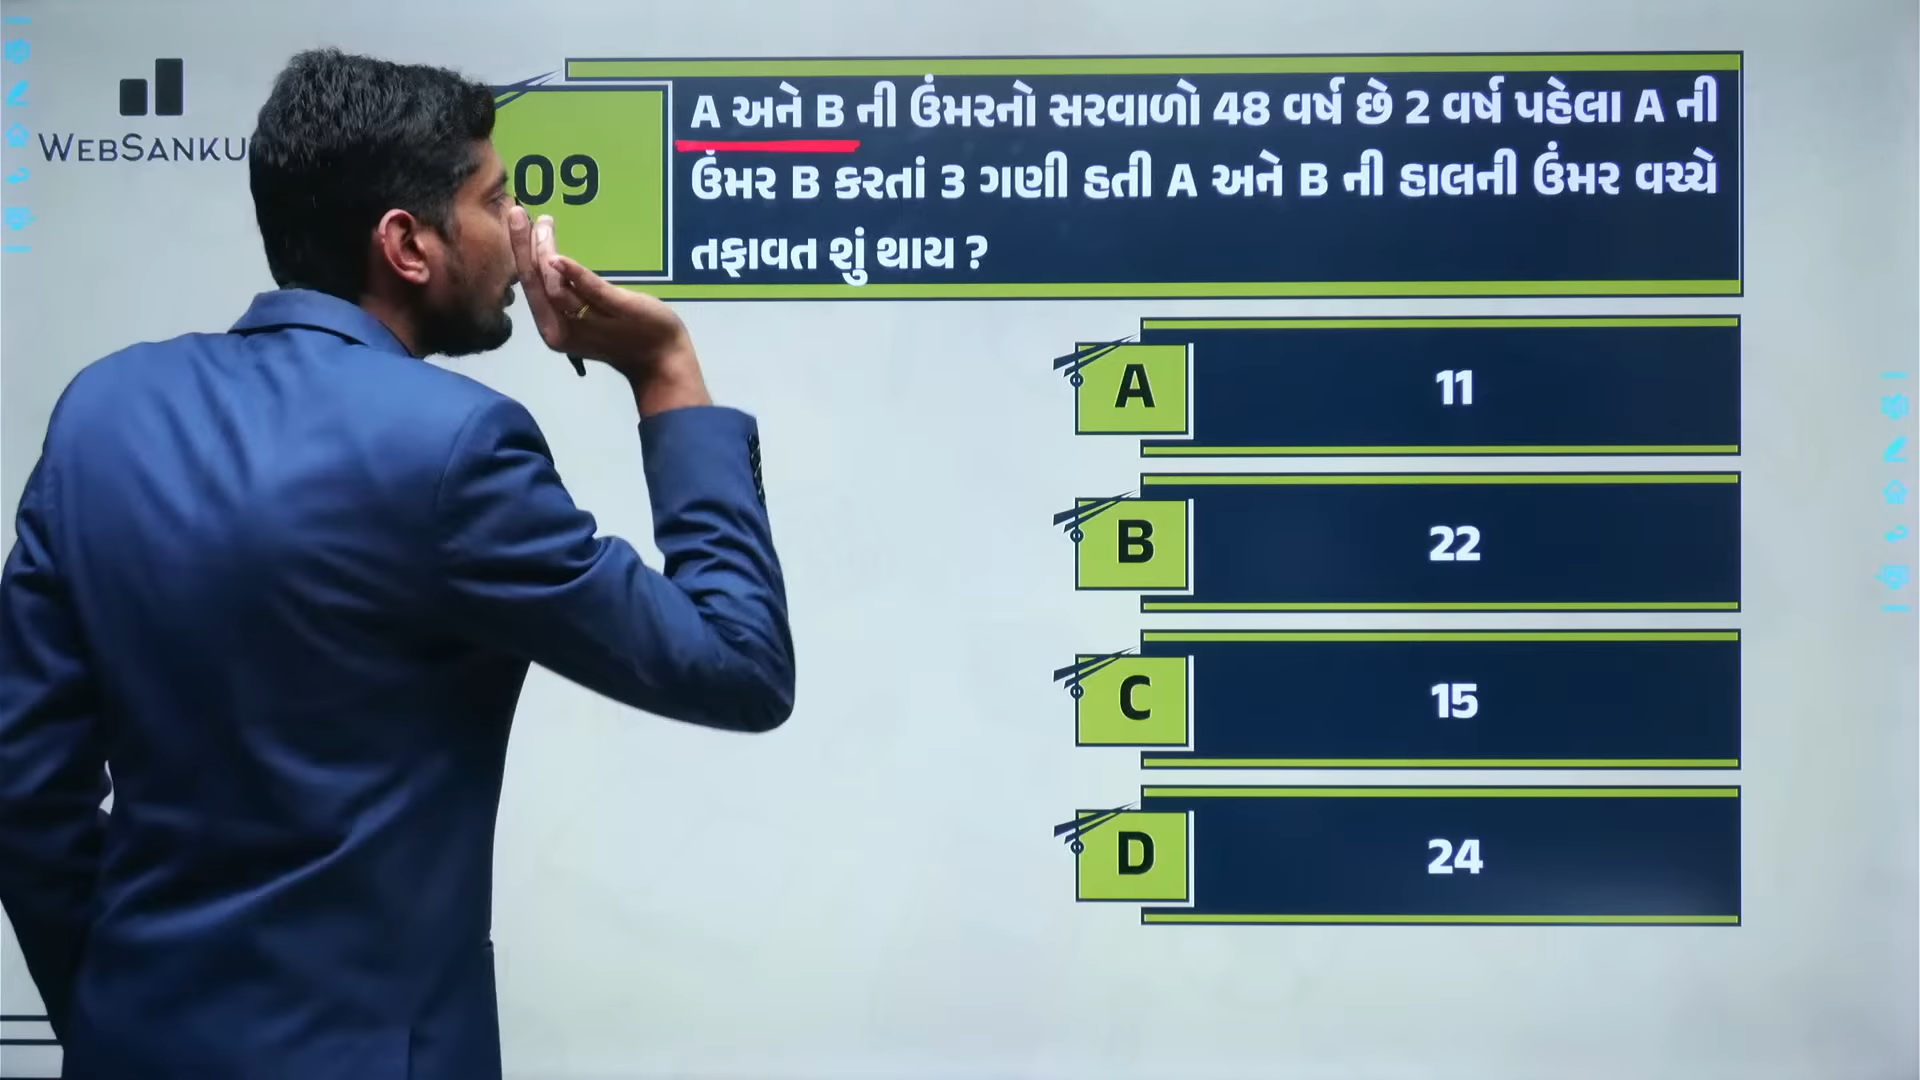 WEBSANKU
09
A અને B ની ઉંમરનો સરવાળો 48 વર્ષ છે 2 વર્ષ પહેલા A ની
ઉંમર B કરતાં 3 ગણી હતી A અને B ની હાલની ઉંમર વચ્ચે
તફાવત શું થાય ?
A 11
B 22
C 15
D 24